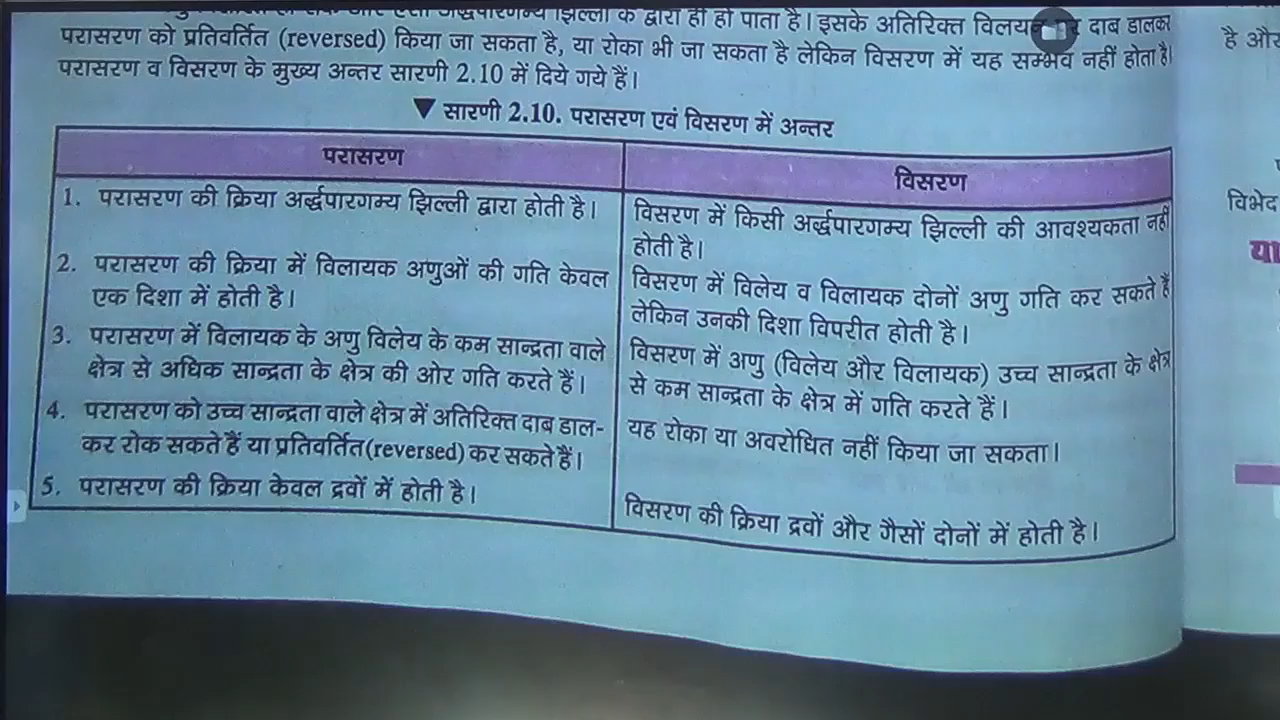 झिल्ली के द्वारा ही हो पाता है। इसके अतिरिक्त विलयन पर दाब डालकर
परासरण को प्रतिवर्तित (reversed) किया जा सकता है, या रोका भी जा सकता है लेकिन विसरण में यह सम्भव नहीं होता है।
परासरण व विसरण के मुख्य अन्तर सारणी 2.10 में दिये गये हैं।
▼ सारणी 2.10. परासरण एवं विसरण में अन्तर
परासरण
1. परासरण की क्रिया अर्द्धपारगम्य झिल्ली द्वारा होती है।
2. परासरण की क्रिया में विलायक अणुओं की गति केवल
एक दिशा में होती है।
3. परासरण में विलायक के अणु विलेय के कम सान्द्रता वाले
क्षेत्र से अधिक सान्द्रता के क्षेत्र की ओर गति करते हैं।
4. परासरण को उच्च सान्द्रता वाले क्षेत्र में अतिरिक्त दाब डाल-
कर रोक सकते हैं या प्रतिवर्तित(reversed) कर सकते हैं।
5. परासरण की क्रिया केवल द्रवों में होती है।
विसरण
विसरण में किसी अर्द्धपारगम्य झिल्ली की आवश्यकता नहीं
होती है।
विसरण में विलेय व विलायक दोनों अणु गति कर सकते हैं
लेकिन उनकी दिशा विपरीत होती है।
विसरण में अणु (विलेय और विलायक) उच्च सान्द्रता के क्षेत्र
से कम सान्द्रता के क्षेत्र में गति करते हैं।
यह रोका या अवरोधित नहीं किया जा सकता।
विसरण की क्रिया द्रवों और गैसों दोनों में होती है।
है और
विभेद